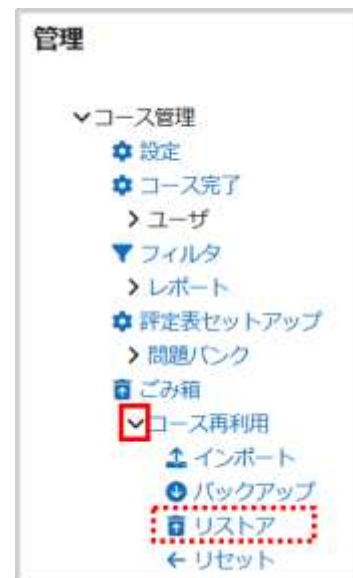 管理
コース管理
設定
コース完了
ユーザ
フィルタ
レポート
評定表セットアップ
問題バンク
ごみ箱
コース再利用
インポート
バックアップ
リストア
リセット